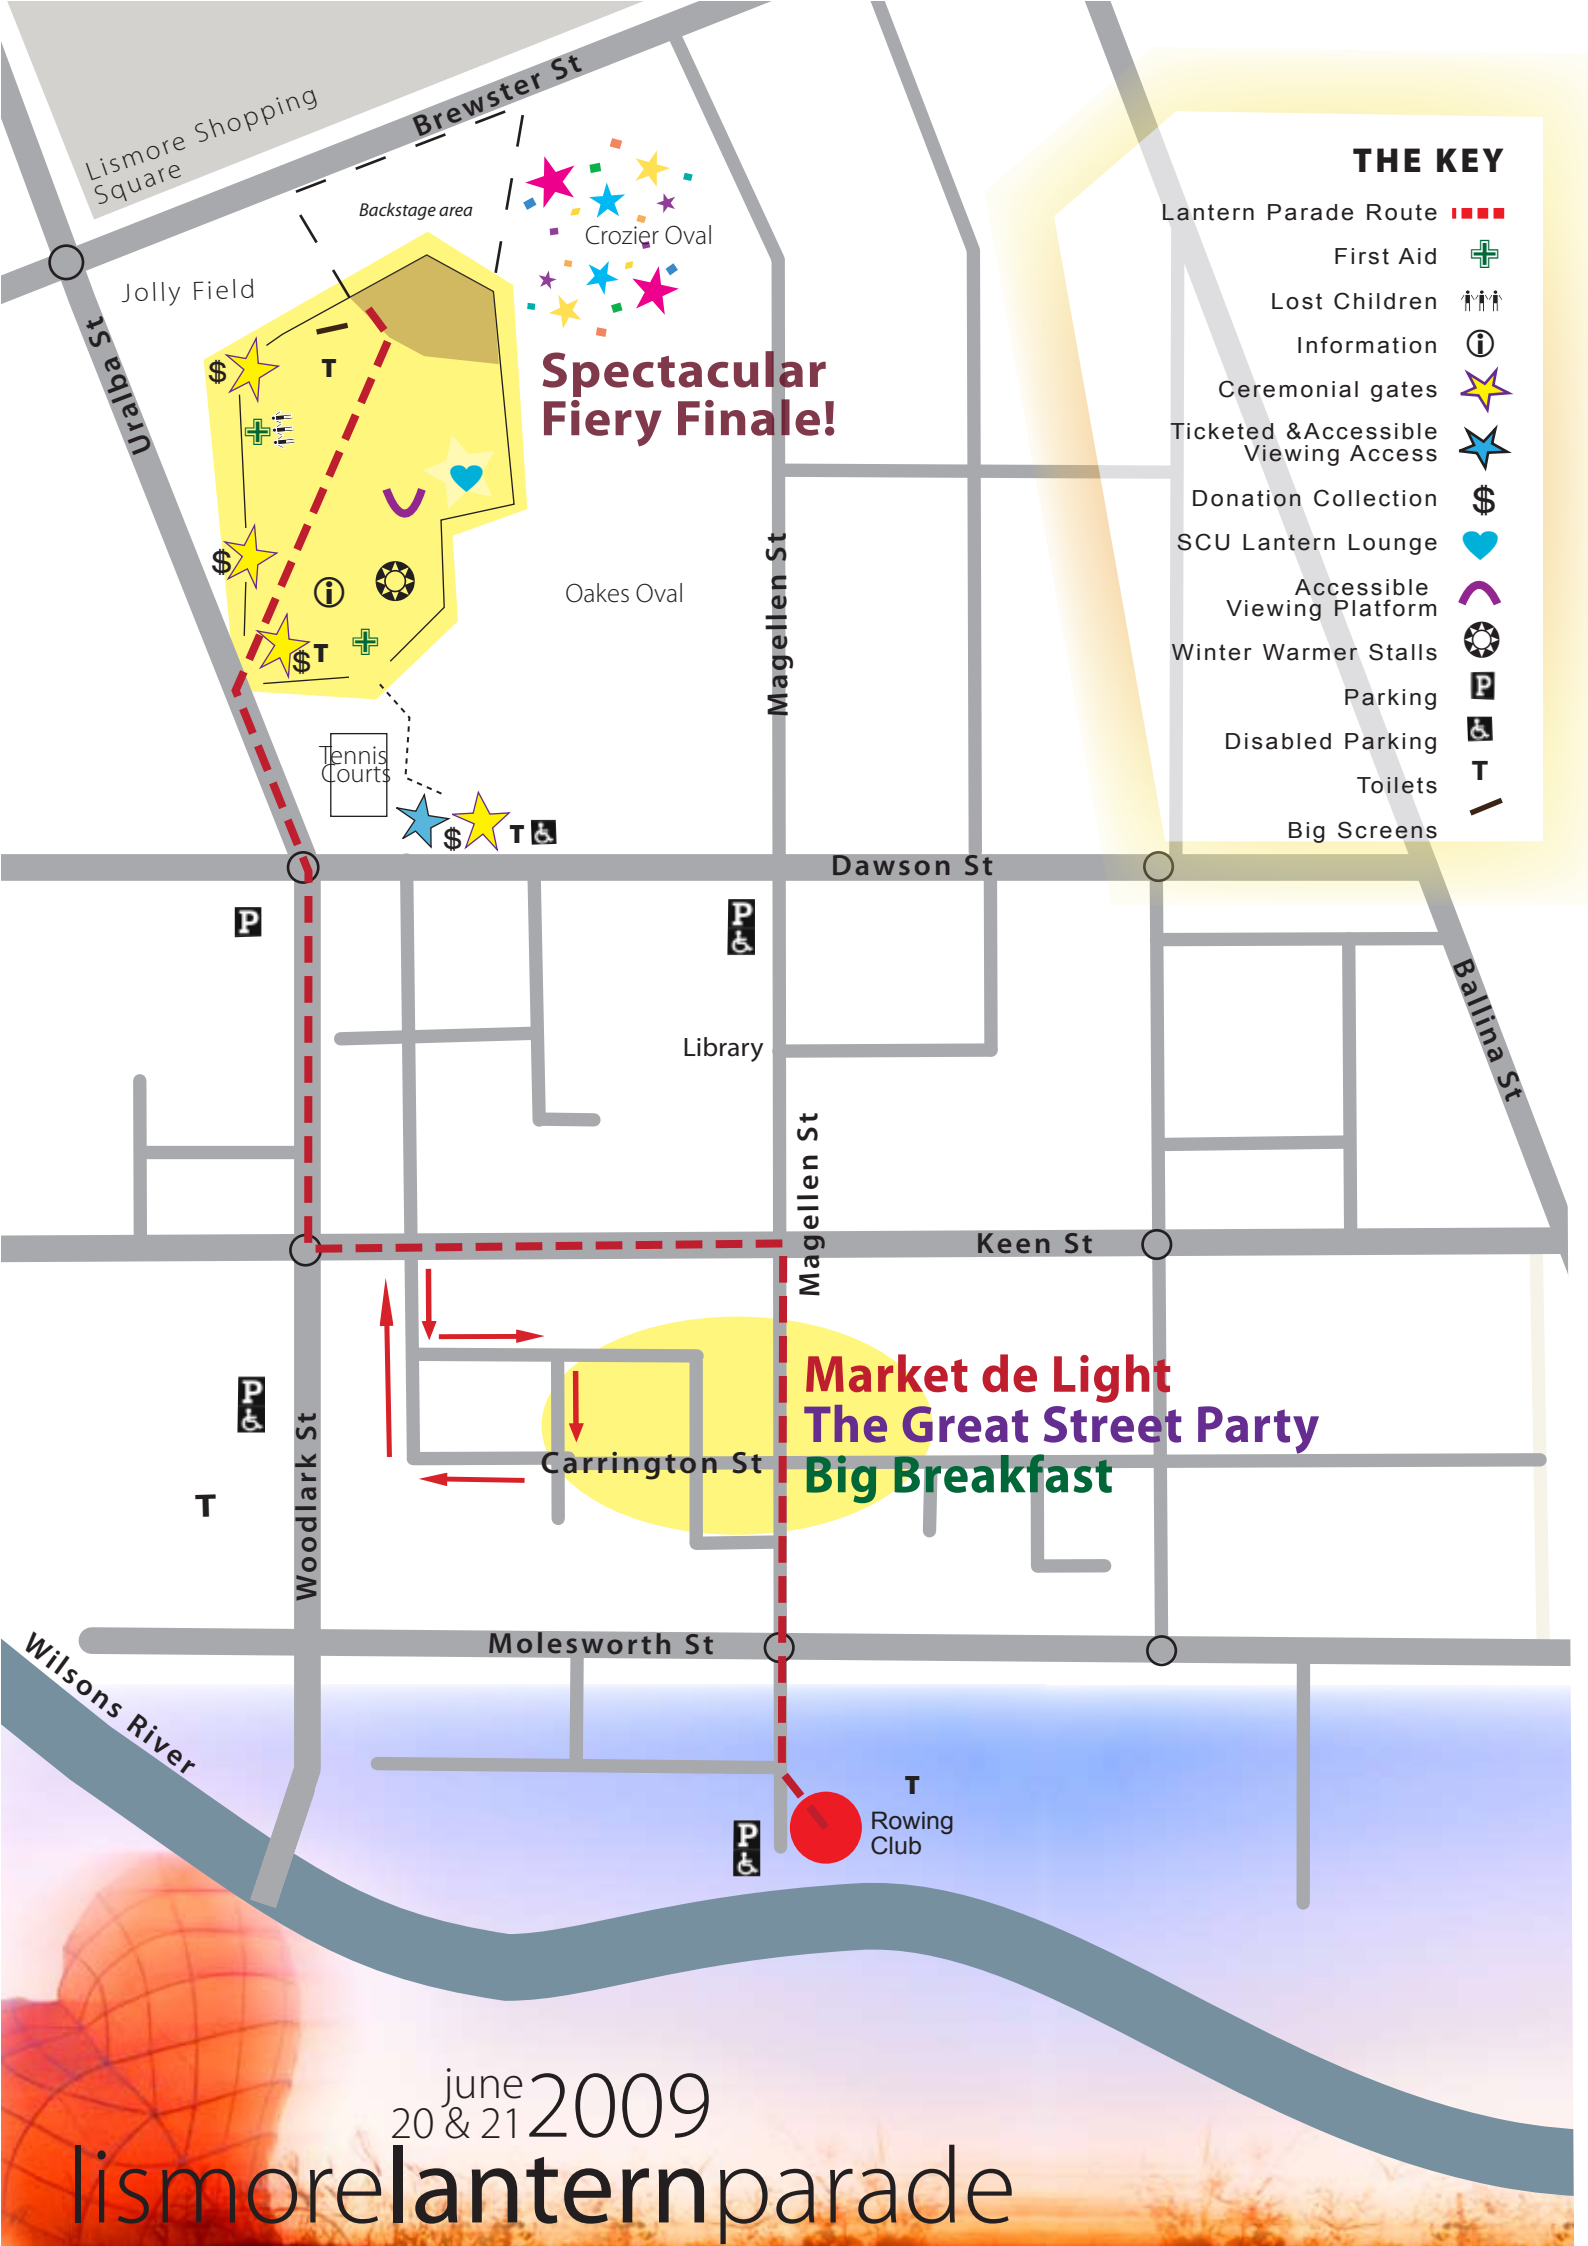 Brewster St
Lismore Shopping
Square
Backstage area
Crozier Oval
Jolly Field
Uralba St
$
T
Spectacular
Fiery Finale!
$
i
Oakes Oval
Magellen St
$
T
Tennis
Courts
$
T
THE KEY
Lantern Parade Route
First Aid
Lost Children
Information
i
Ceremonial gates
Ticketed &Accessible
Viewing Access
Donation Collection
$
SCU Lantern Lounge
Accessible
Viewing Platform
Winter Warmer Stalls
Parking
P
Disabled Parking
Toilets
T
Big Screens
Dawson St
P
P
Ballina St
Library
Magellen St
Keen St
Market de Light
The Great Street Party
Big Breakfast
P
Carrington St
T
Woodlark St
Molesworth St
Wilsons River
T
Rowing
Club
P
june
20 & 21
2009
lismorelanternparade